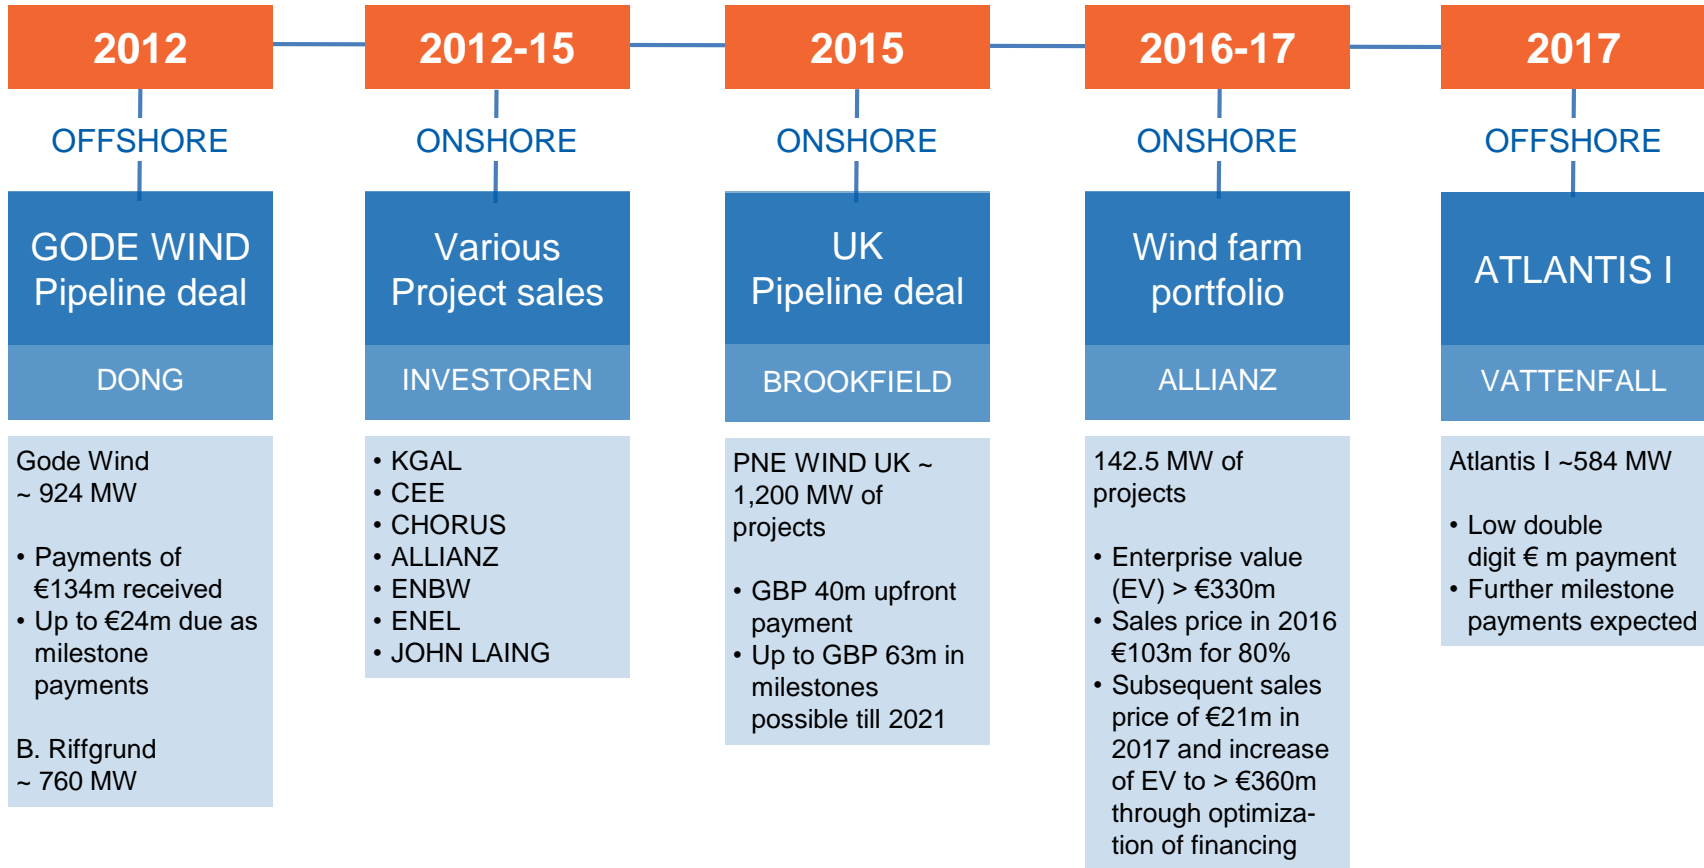 2012
OFFSHORE
GODE WIND
Pipeline deal
DONG
Gode Wind
~ 924 MW
• Payments of
€134m received
• Up to €24m due as
milestone
payments
B. Riffgrund
~ 760 MW
2012-15
ONSHORE
Various
Project sales
INVESTOREN
• KGAL
• CEE
• CHORUS
• ALLIANZ
• ENBW
• ENEL
• JOHN LAING
2015
ONSHORE
UK
Pipeline deal
BROOKFIELD
PNE WIND UK ~
1,200 MW of
projects
• GBP 40m upfront
payment
• Up to GBP 63m in
milestones
possible till 2021
2016-17
ONSHORE
Wind farm
portfolio
ALLIANZ
142.5 MW of
projects
• Enterprise value
(EV) > €330m
• Sales price in 2016
€103m for 80%
• Subsequent sales
price of €21m in
2017 and increase
of EV to > €360m
through optimiza-
tion of financing
2017
OFFSHORE
ATLANTIS I
VATTENFALL
Atlantis I ~584 MW
• Low double
digit € m payment
• Further milestone
payments expected